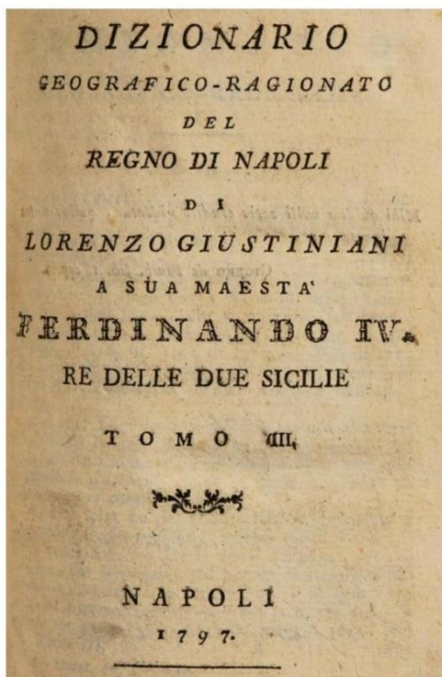 DIZIONARIO
GEOGRAFICO-RAGIONATO
DEL
REGNO DI NAPOLI
DI
LORENZO GIUSTINIANI
A SUA MAESTA'
FERDINANDO IV.
RE DELLE DUE SICILIE
TOMO
NAPOLI
1797.